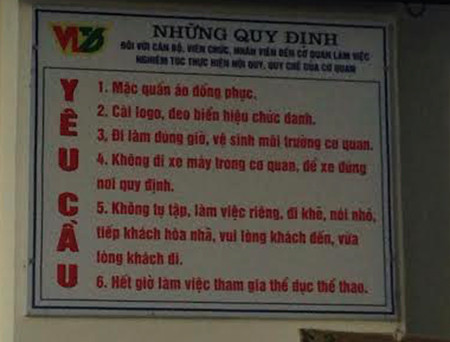 NHỮNG QUY ĐỊNH
ĐỐI VỚI CÁN BỘ, VIÊN CHỨC, NHÂN VIÊN ĐẾN CƠ QUAN LÀM VIỆC
NGHIÊM TÚC THỰC HIỆN NỘI QUY, QUY CHẾ CỦA CƠ QUAN
YÊU CẦU
1. Mặc quần áo đồng phục.
2. Cài logo, đeo biển hiệu chức danh.
3. Đi làm đúng giờ, vệ sinh môi trường cơ quan.
4. Không đi xe máy trong cơ quan, để xe đúng
nơi quy định.
5. Không tụ tập, làm việc riêng, đi khẽ, nói nhỏ,
tiếp khách hòa nhã, vui lòng khách đến, vừa
lòng khách đi.
6. Hết giờ làm việc tham gia thể dục thể thao.